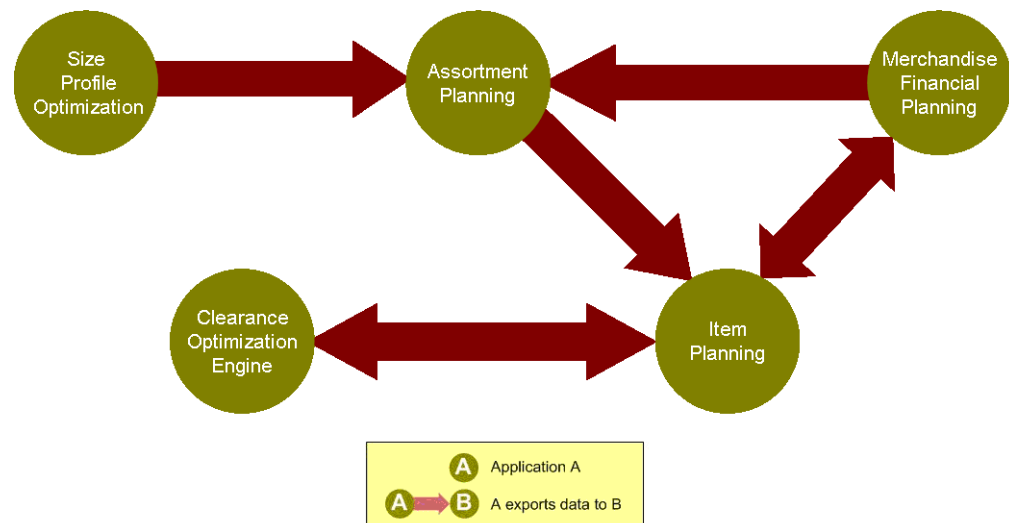 Size
Profile
Optimization
Assortment
Planning
Merchandise
Financial
Planning
Clearance
Optimization
Engine
Item
Planning
A Application A
A B A exports data to B